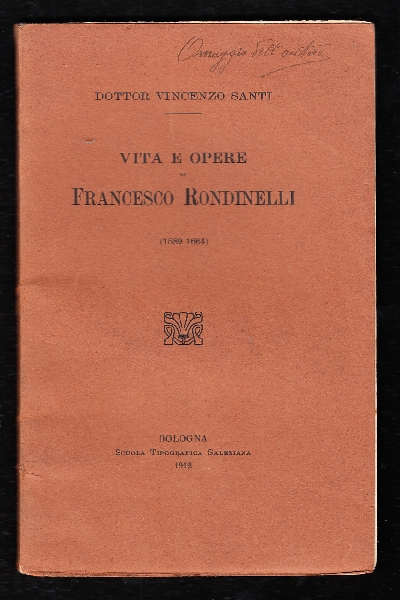 Omaggio dell'autore
DOTTOR VINCENZO SANTI
VITA E OPERE
DI
FRANCESCO RONDINELLI
(1589-1664)
BOLOGNA
SCUOLA TIPOGRAFICA SALESIANA
1912